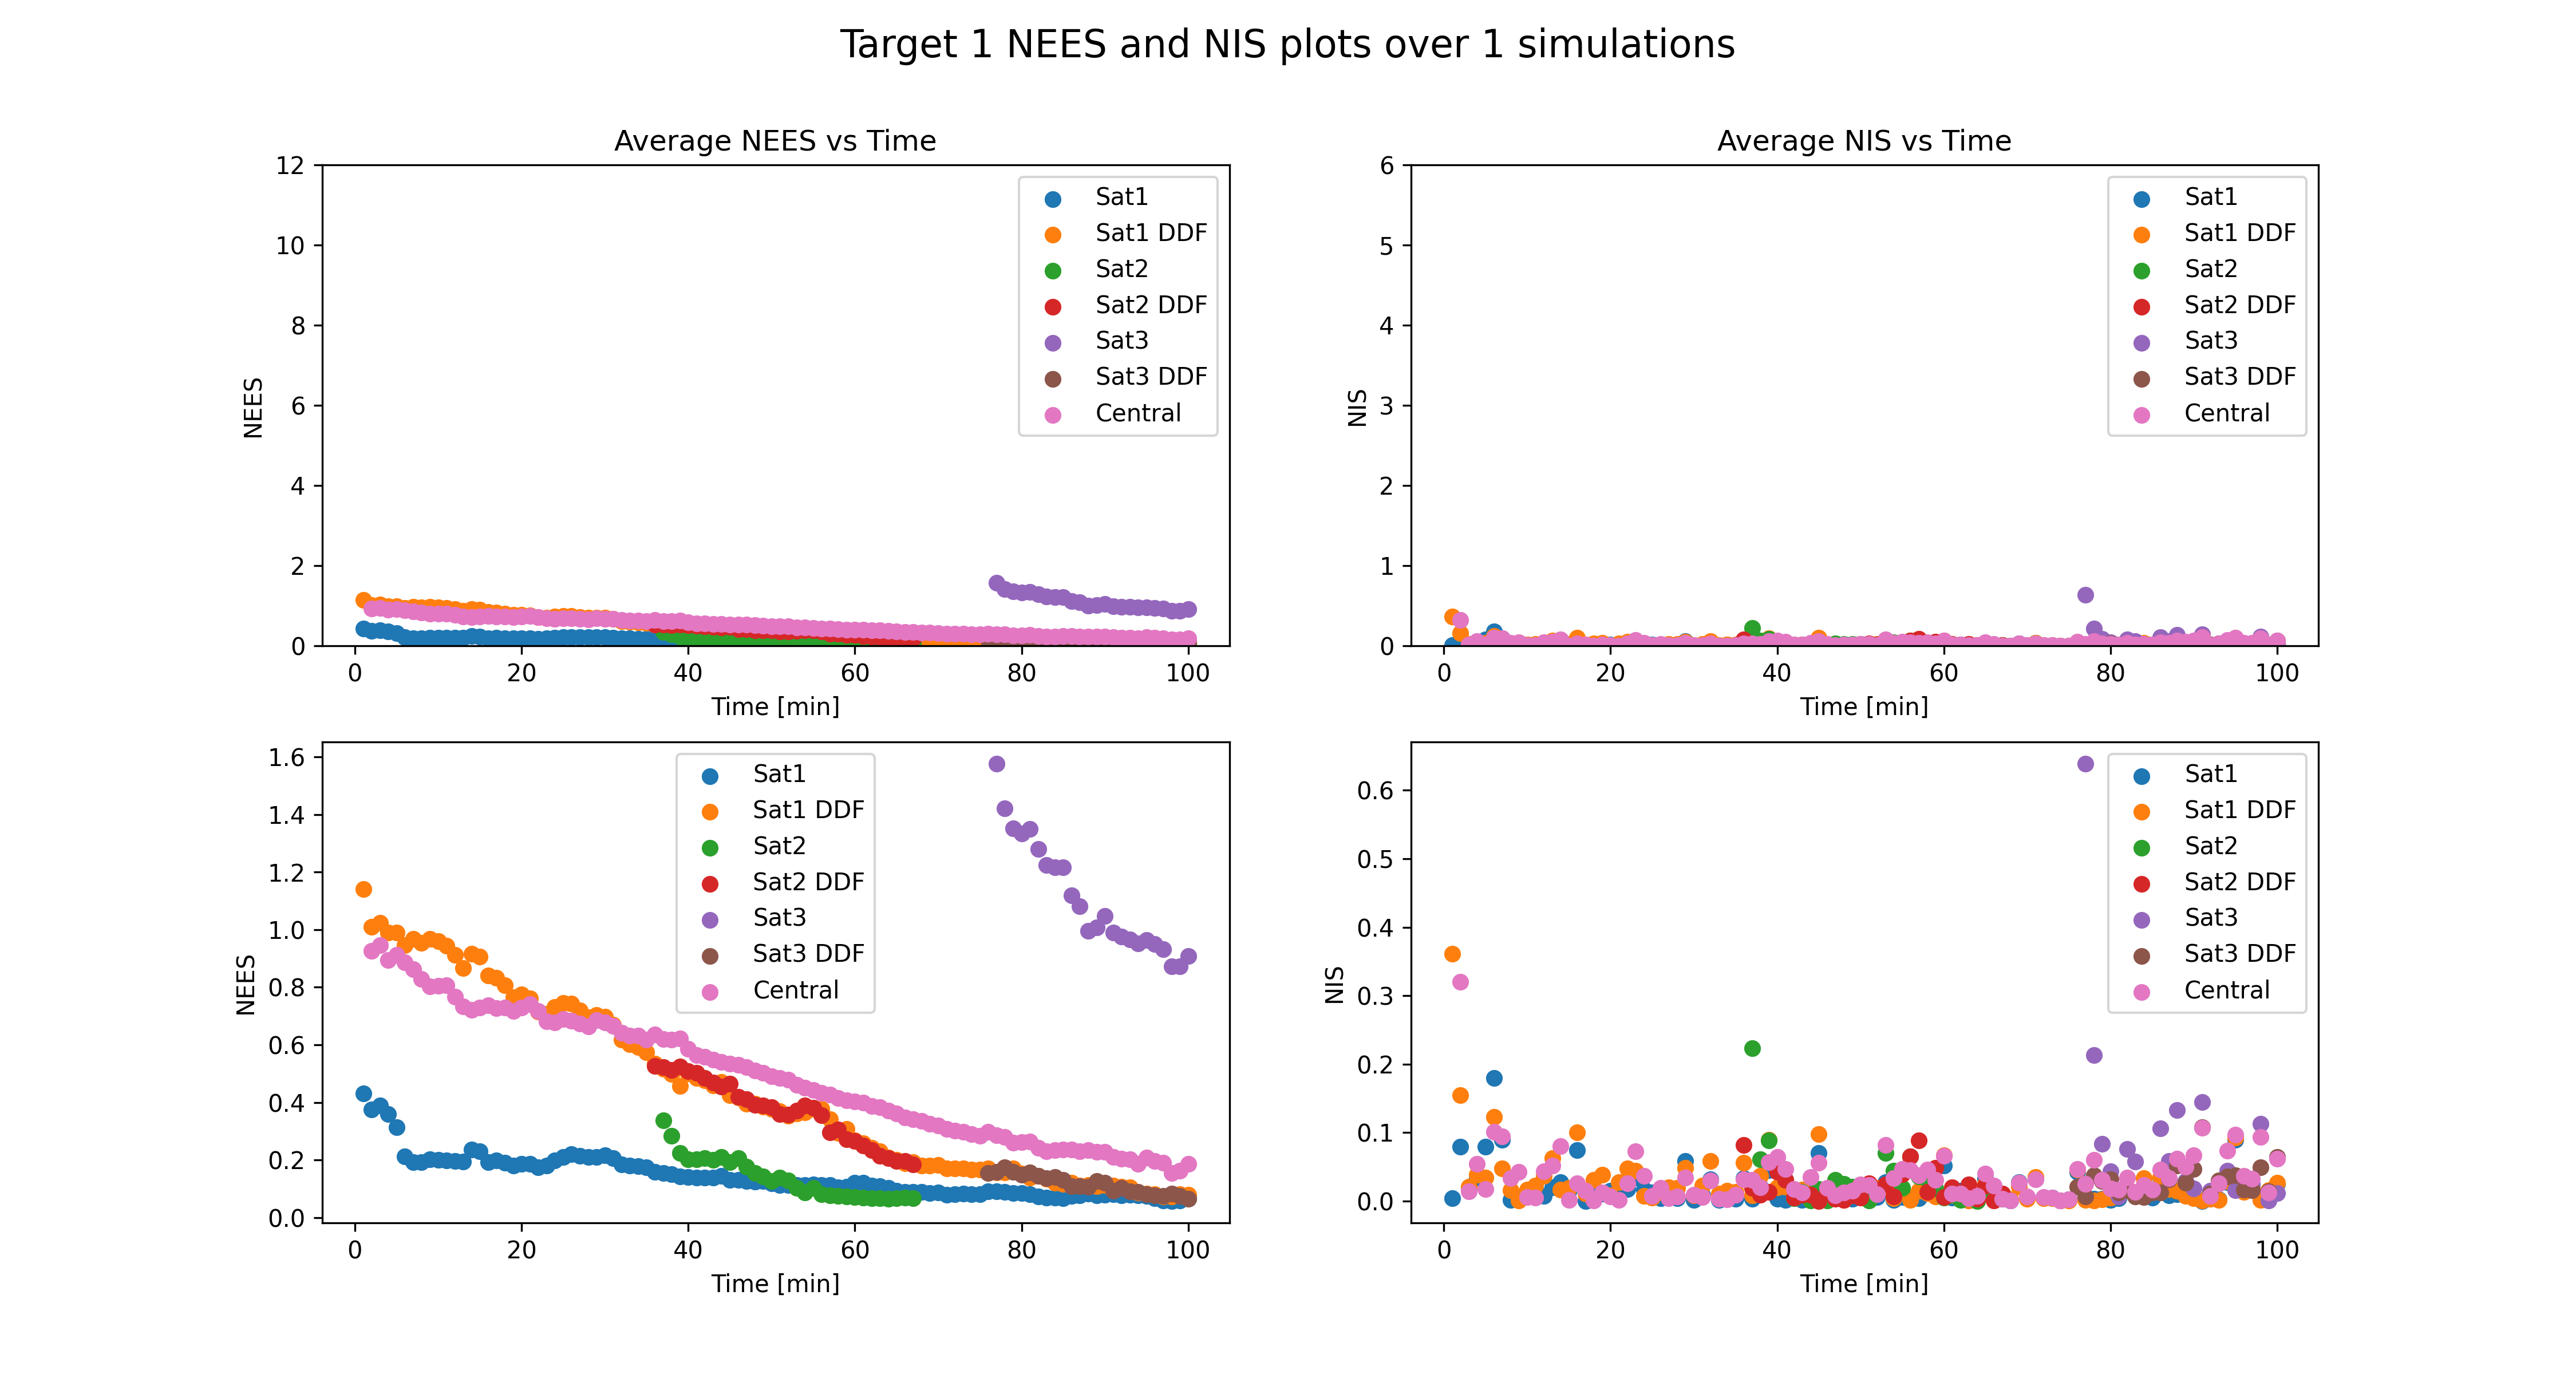 Target 1 NEES and NIS plots over 1 simulations
Average NEES vs Time
12
10
8
6
4
2
0
NEES
0 20 40 60 80 100
Time [min]
Sat1
Sat1 DDF
Sat2
Sat2 DDF
Sat3
Sat3 DDF
Central
Average NIS vs Time
6
5
4
3
2
1
0
NIS
0 20 40 60 80 100
Time [min]
Sat1
Sat1 DDF
Sat2
Sat2 DDF
Sat3
Sat3 DDF
Central
1.6
1.4
1.2
1.0
0.8
0.6
0.4
0.2
0.0
NEES
0 20 40 60 80 100
Time [min]
Sat1
Sat1 DDF
Sat2
Sat2 DDF
Sat3
Sat3 DDF
Central
0.6
0.5
0.4
0.3
0.2
0.1
0.0
NIS
0 20 40 60 80 100
Time [min]
Sat1
Sat1 DDF
Sat2
Sat2 DDF
Sat3
Sat3 DDF
Central